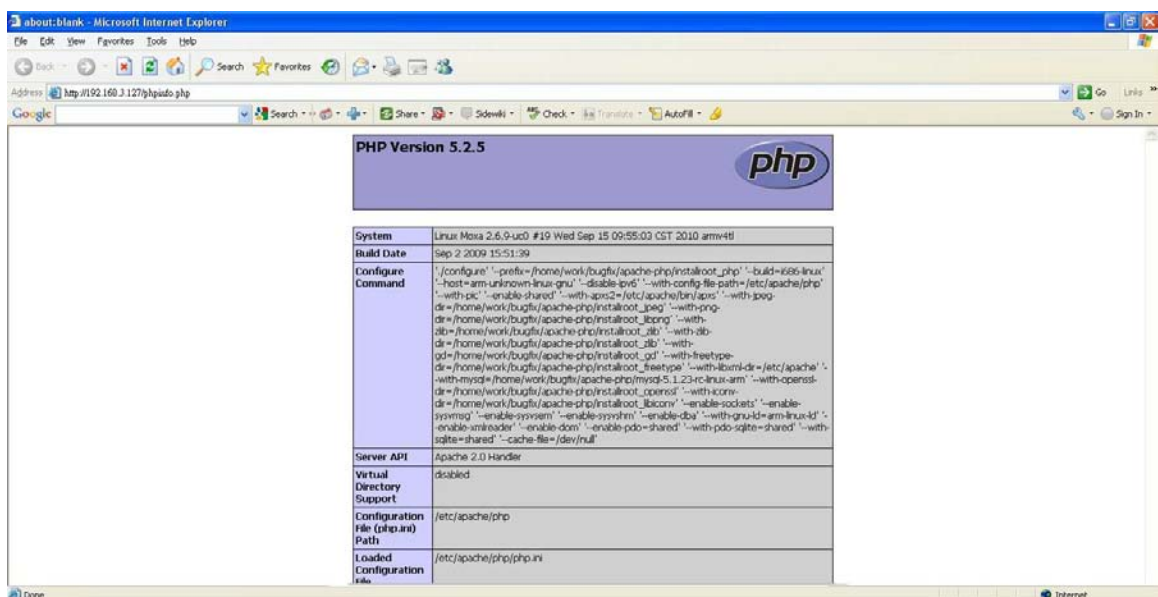 about:blank - Microsoft Internet Explorer
File Edit View Favorites Tools Help
Back Search Favorites
Address http://192.168.3.127/phpinfo.php Go Links »
Google Search Share Sidewiki Check Translate AutoFill Sign In
PHP Version 5.2.5
php
System Linux Moxa 2.6.9-uc0 #19 Wed Sep 15 09:55:03 CST 2010 armv4tl
Build Date Sep 2 2009 15:51:39
Configure './configure' '--prefix=/home/work/bugfix/apache-php/installroot_php' '--build=i686-linux'
Command '--host=arm-unknown-linux-gnu' '--disable-ipv6' '--with-config-file-path=/etc/apache/php'
'--with-pic' '--enable-shared' '--with-apxs2=/etc/apache/bin/apxs' '--with-jpeg-
dir=/home/work/bugfix/apache-php/installroot_jpeg' '--with-png-
dir=/home/work/bugfix/apache-php/installroot_libpng' '--with-
zlib=/home/work/bugfix/apache-php/installroot_zlib' '--with-zlib-
dir=/home/work/bugfix/apache-php/installroot_zlib' '--with-
gd=/home/work/bugfix/apache-php/installroot_gd' '--with-freetype-
dir=/home/work/bugfix/apache-php/installroot_freetype' '--with-libxml-dir=/etc/apache' '-
-with-mysql=/home/work/bugfix/apache-php/mysql-5.1.23-rc-linux-arm' '--with-openssl-
dir=/home/work/bugfix/apache-php/installroot_openssl' '--with-iconv-
dir=/home/work/bugfix/apache-php/installroot_libiconv' '--enable-sockets' '--enable-
sysvmsg' '--enable-sysvsem' '--enable-sysvshm' '--enable-dba' '--with-gnu-ld=arm-linux-ld' '-
-enable-xmlreader' '--enable-dom' '--enable-pdo=shared' '--with-pdo-sqlite=shared' '--with-
sqlite=shared' '--cache-file=/dev/null'
Server API Apache 2.0 Handler
Virtual disabled
Directory
Support
Configuration /etc/apache/php
File (php.ini)
Path
Loaded /etc/apache/php/php.ini
Configuration
File
Done Internet